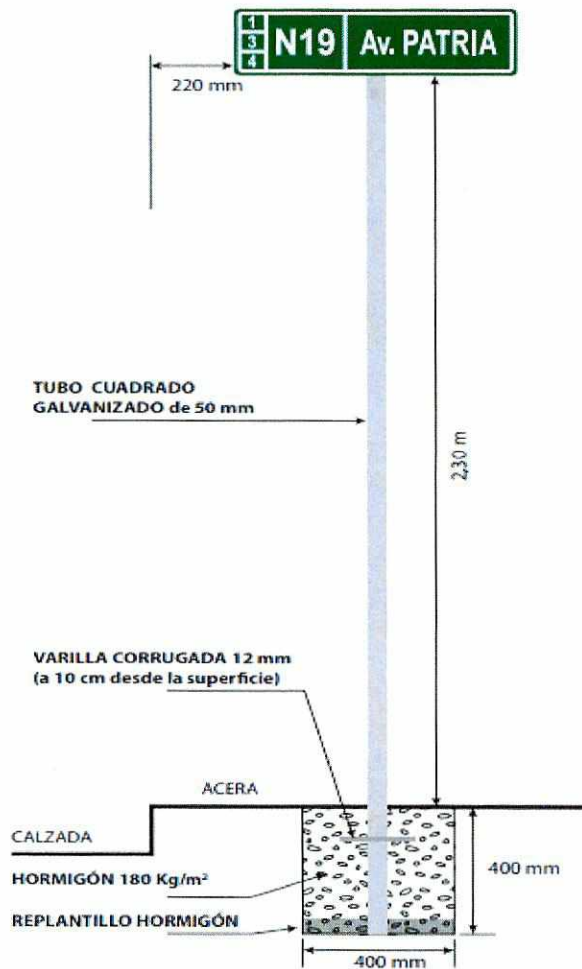 1
3
4
N19
Av. PATRIA
220 mm
TUBO CUADRADO
GALVANIZADO de 50 mm
2,30 m
VARILLA CORRUGADA 12 mm
(a 10 cm desde la superficie)
ACERA
CALZADA
HORMIGÓN 180 Kg/m²
400 mm
REPLANTILLO HORMIGÓN
400 mm